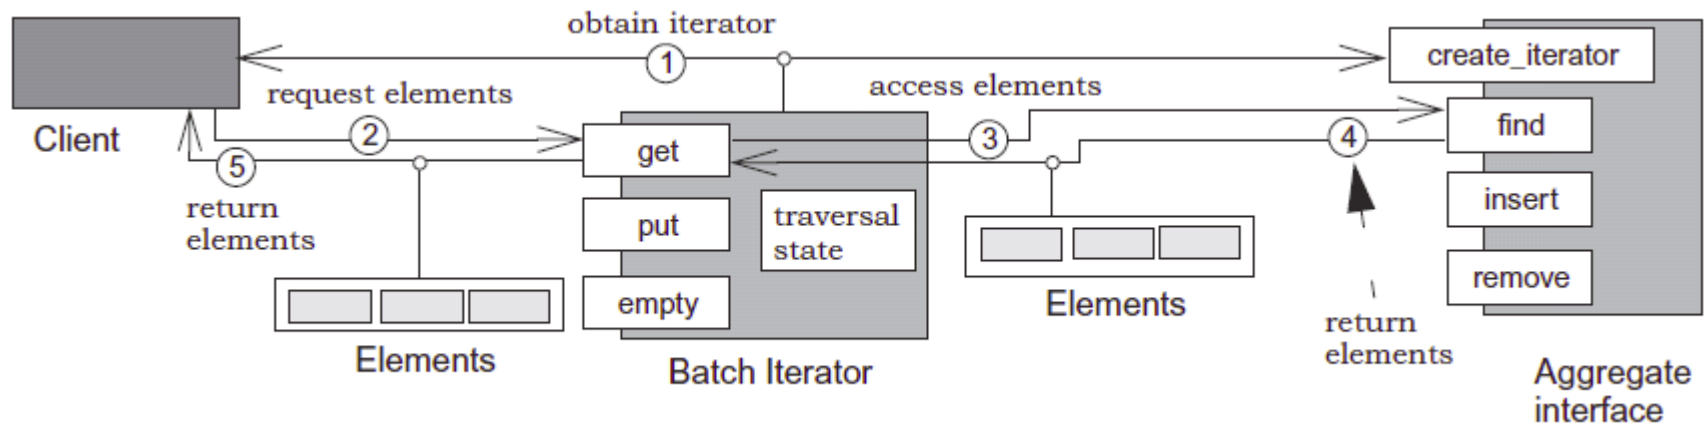 obtain iterator
1
create_iterator
request elements
access elements
Client
2
get
3
4
find
5
return
elements
put
traversal
state
insert
empty
Elements
remove
return
elements
Elements
Batch Iterator
Aggregate
interface